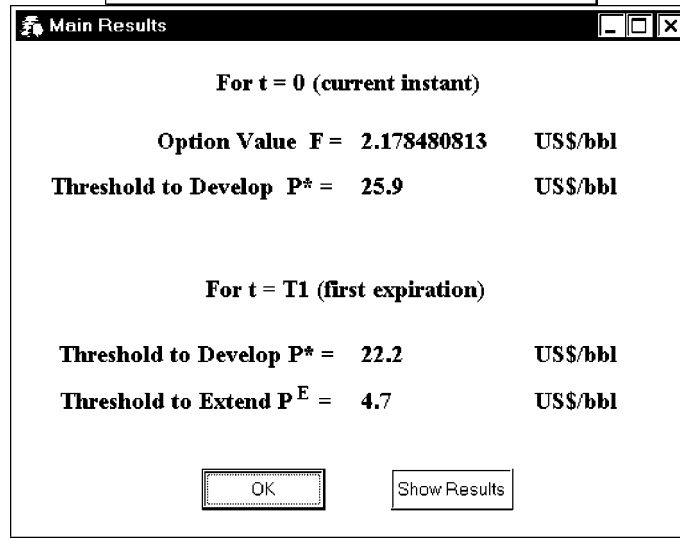 Main Results
For t = 0 (current instant)
Option Value F = 2.178480813 US$/bbl
Threshold to Develop P* = 25.9 US$/bbl
For t = T1 (first expiration)
Threshold to Develop P* = 22.2 US$/bbl
Threshold to Extend P E = 4.7 US$/bbl
OK Show Results